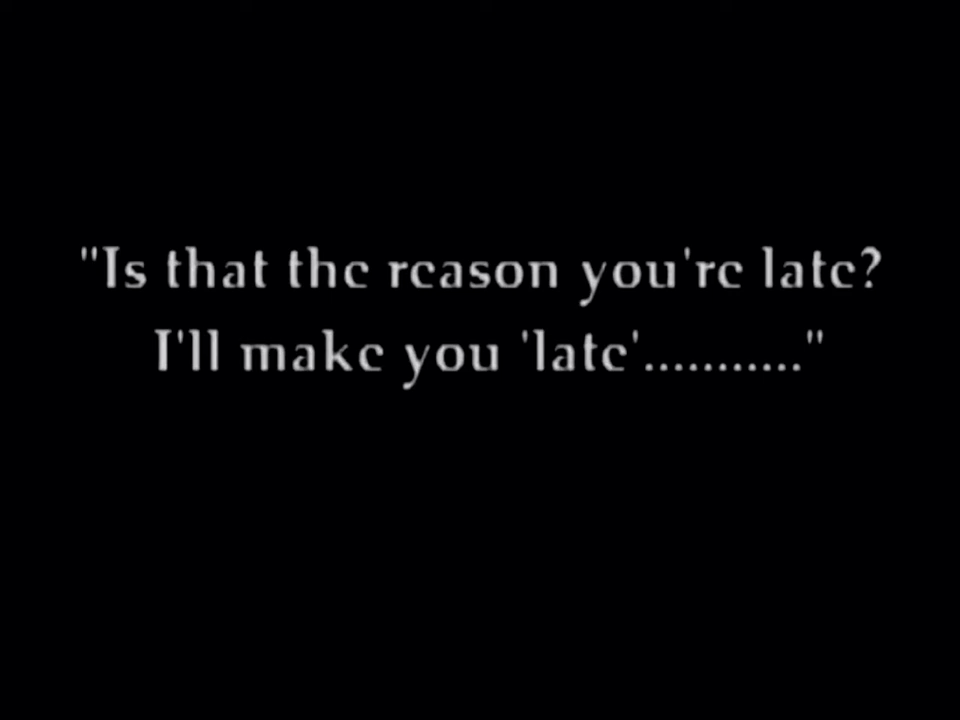 "Is that the reason you're late?
I'll make you 'late'..........."